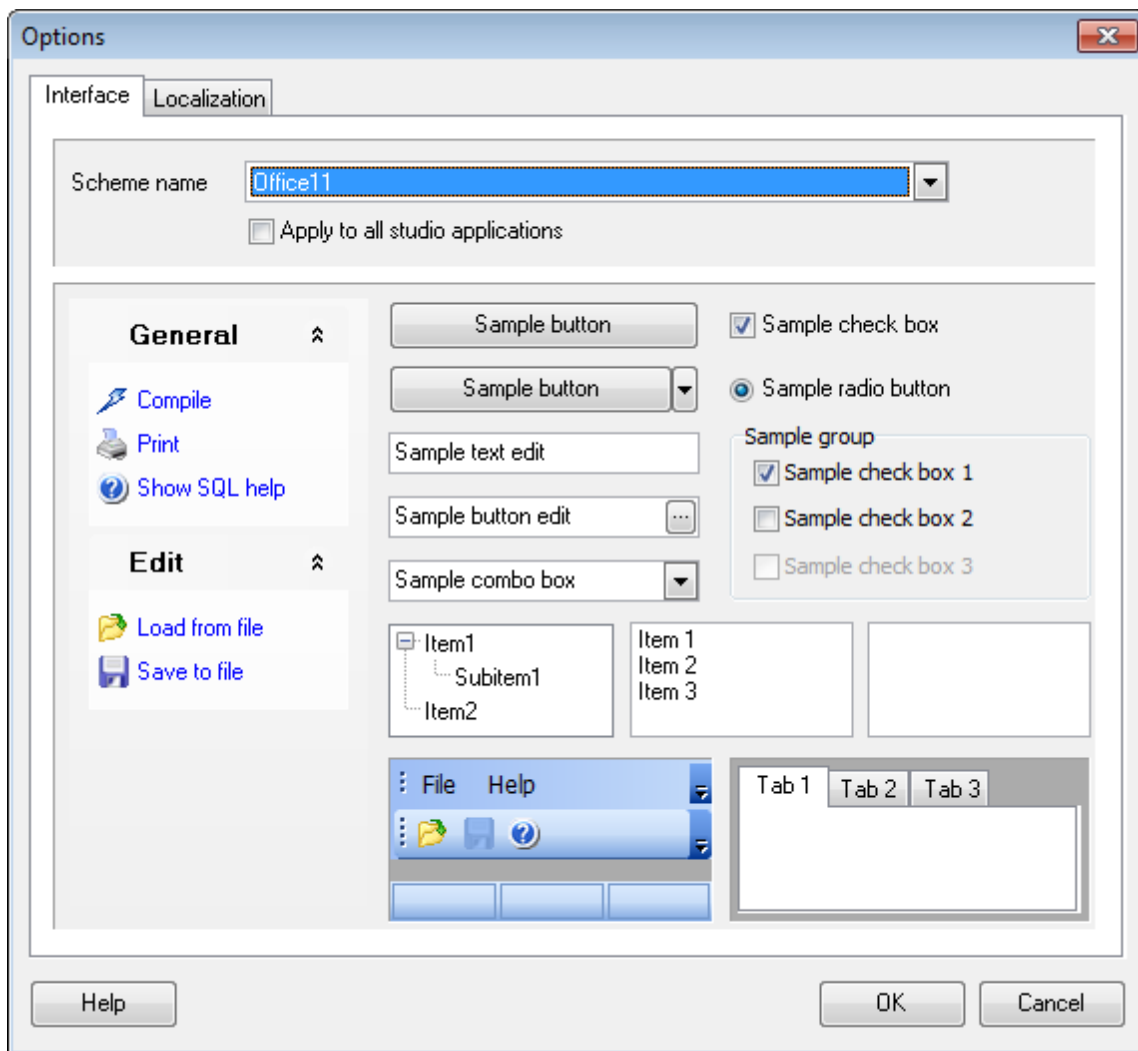 Options
Interface
Localization
Scheme name
Office11
Apply to all studio applications
General
Compile
Print
Show SQL help
Edit
Load from file
Save to file
Sample button
Sample button
Sample text edit
Sample button edit
...
Sample combo box
Sample check box
Sample radio button
Sample group
Sample check box 1
Sample check box 2
Sample check box 3
Item1
Subitem1
Item2
Item 1
Item 2
Item 3
File Help
Tab 1 Tab 2 Tab 3
Help
OK
Cancel